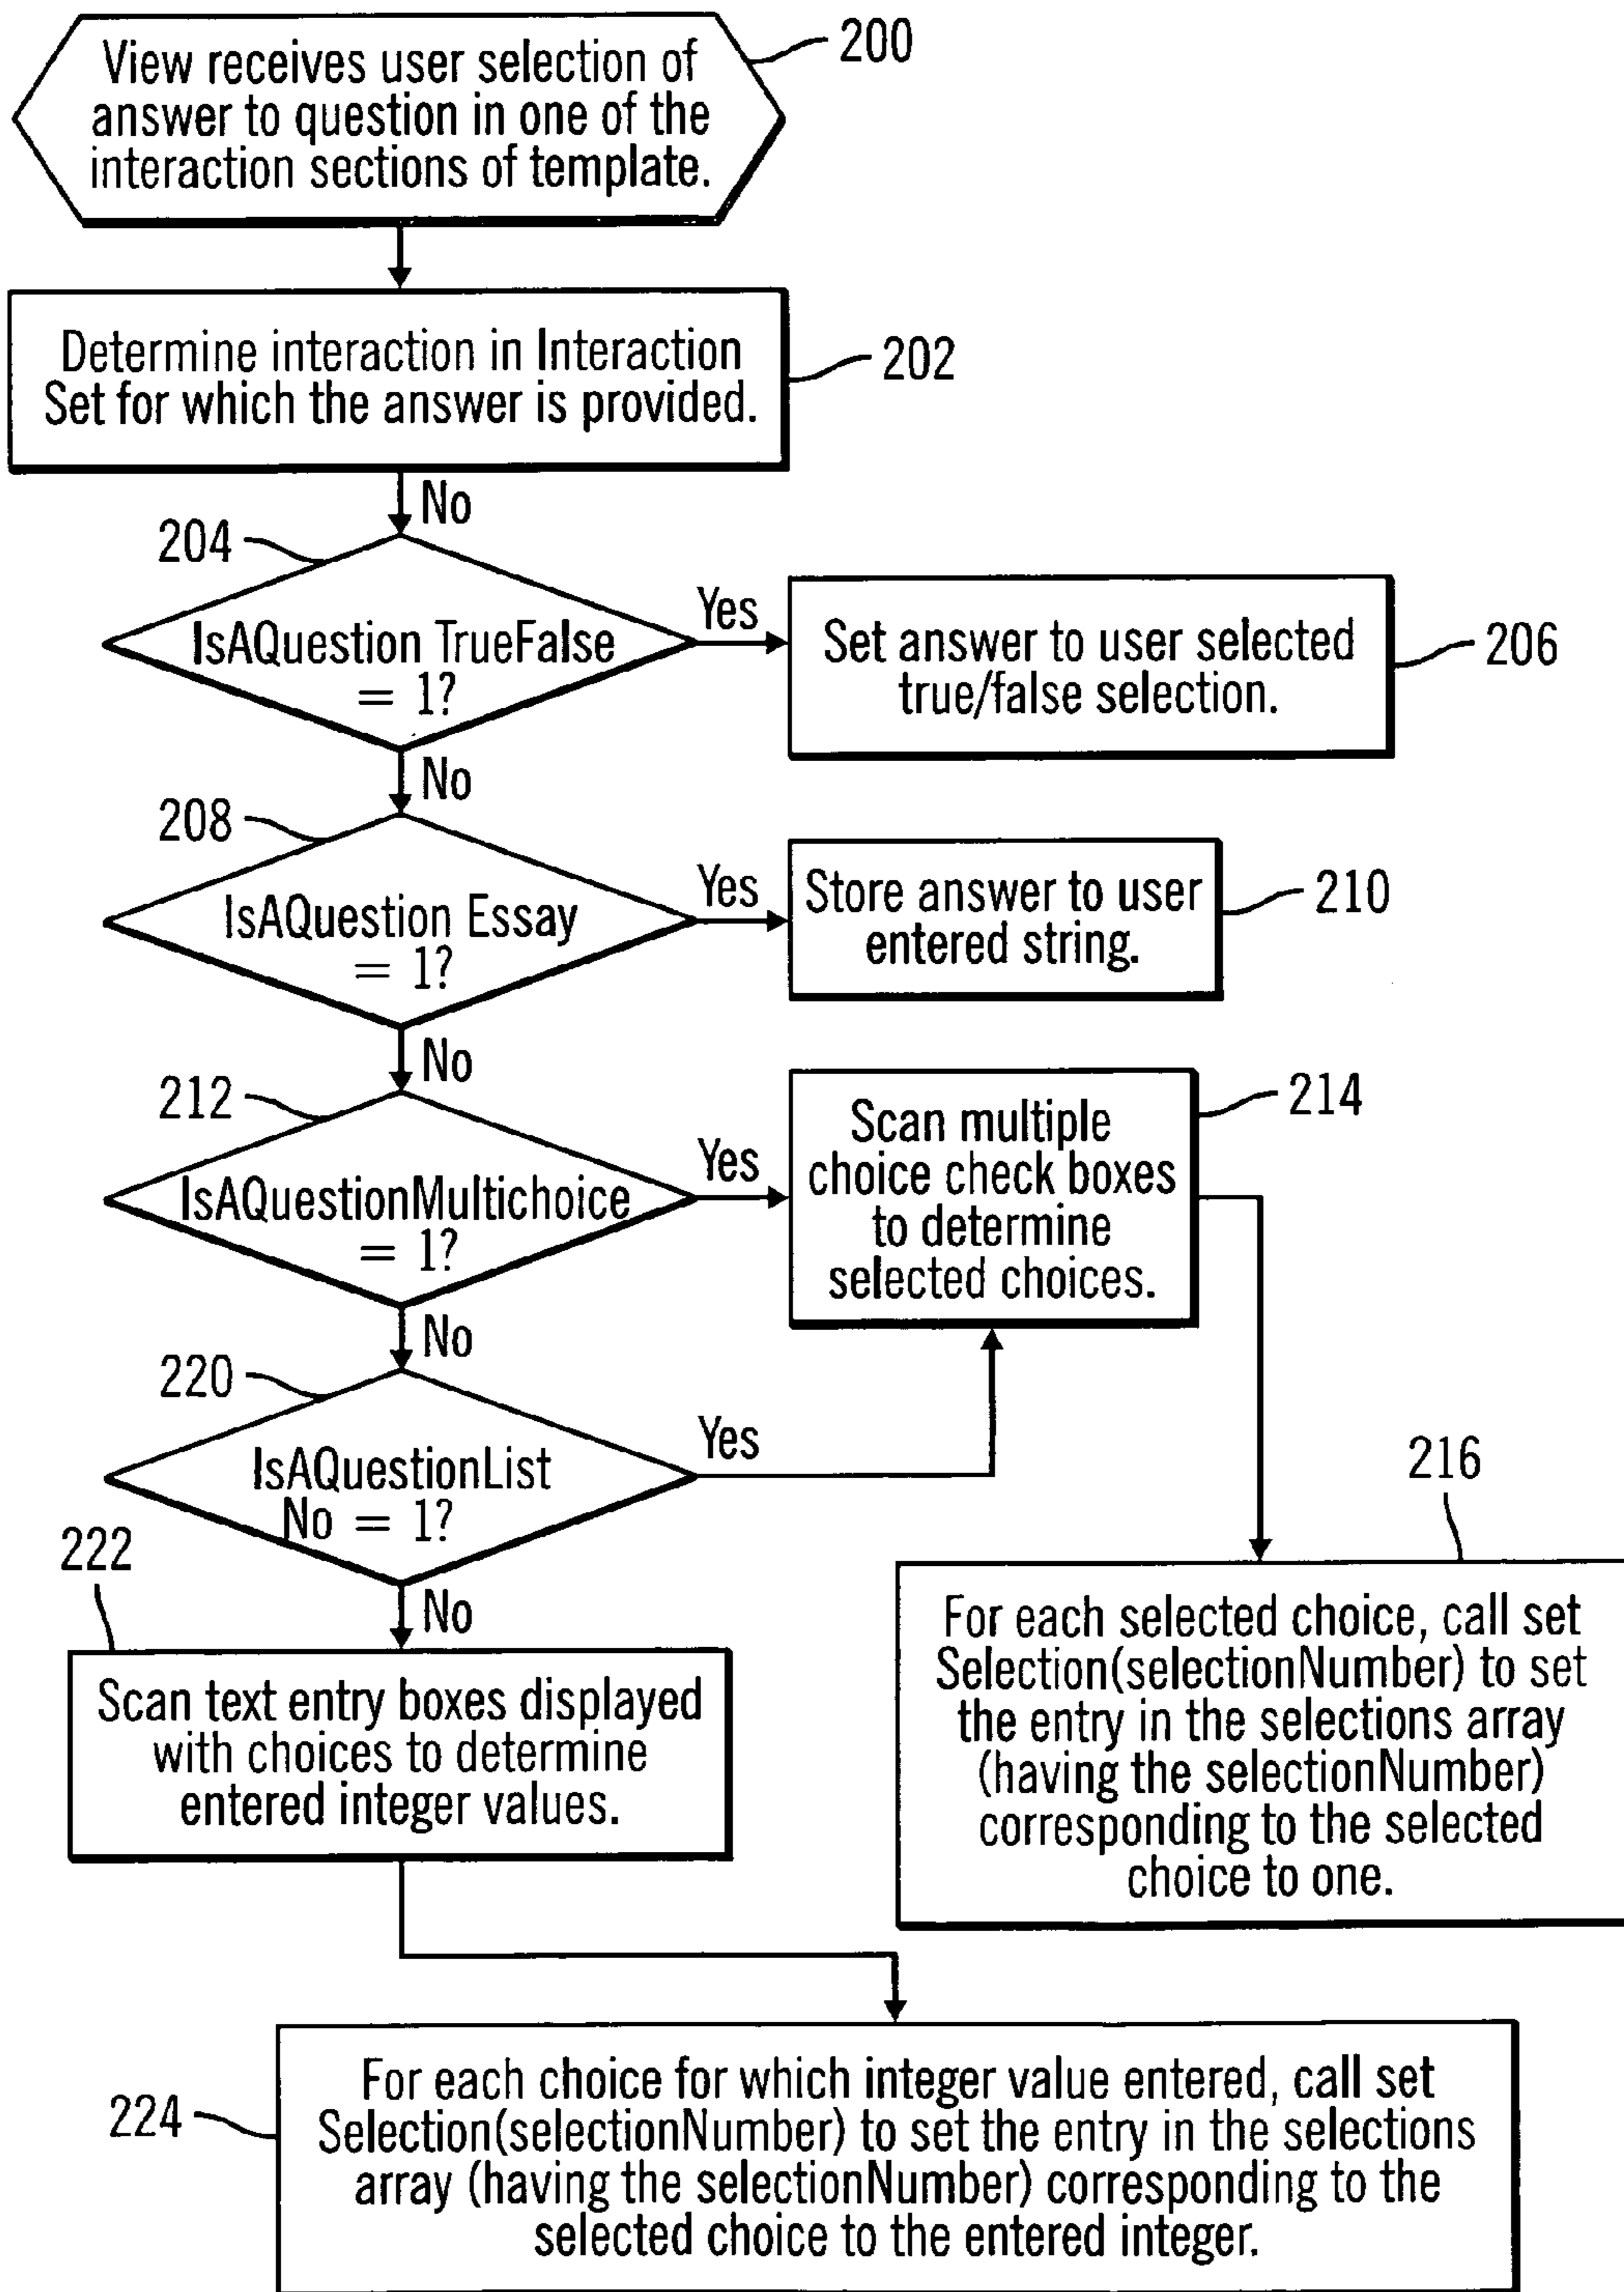 View receives user selection of
answer to question in one of the
interaction sections of template.
200
Determine interaction in Interaction
Set for which the answer is provided.
202
No
204
IsAQuestion TrueFalse
= 1?
Yes
Set answer to user selected
true/false selection.
206
No
208
IsAQuestion Essay
= 1?
Yes
Store answer to user
entered string.
210
No
212
IsAQuestionMultichoice
= 1?
Yes
Scan multiple
choice check boxes
to determine
selected choices.
214
No
220
IsAQuestionList
No = 1?
Yes
216
For each selected choice, call set
Selection(selectionNumber) to set
the entry in the selections array
(having the selectionNumber)
corresponding to the selected
choice to one.
No
222
Scan text entry boxes displayed
with choices to determine
entered integer values.
224
For each choice for which integer value entered, call set
Selection(selectionNumber) to set the entry in the selections
array (having the selectionNumber) corresponding to the
selected choice to the entered integer.